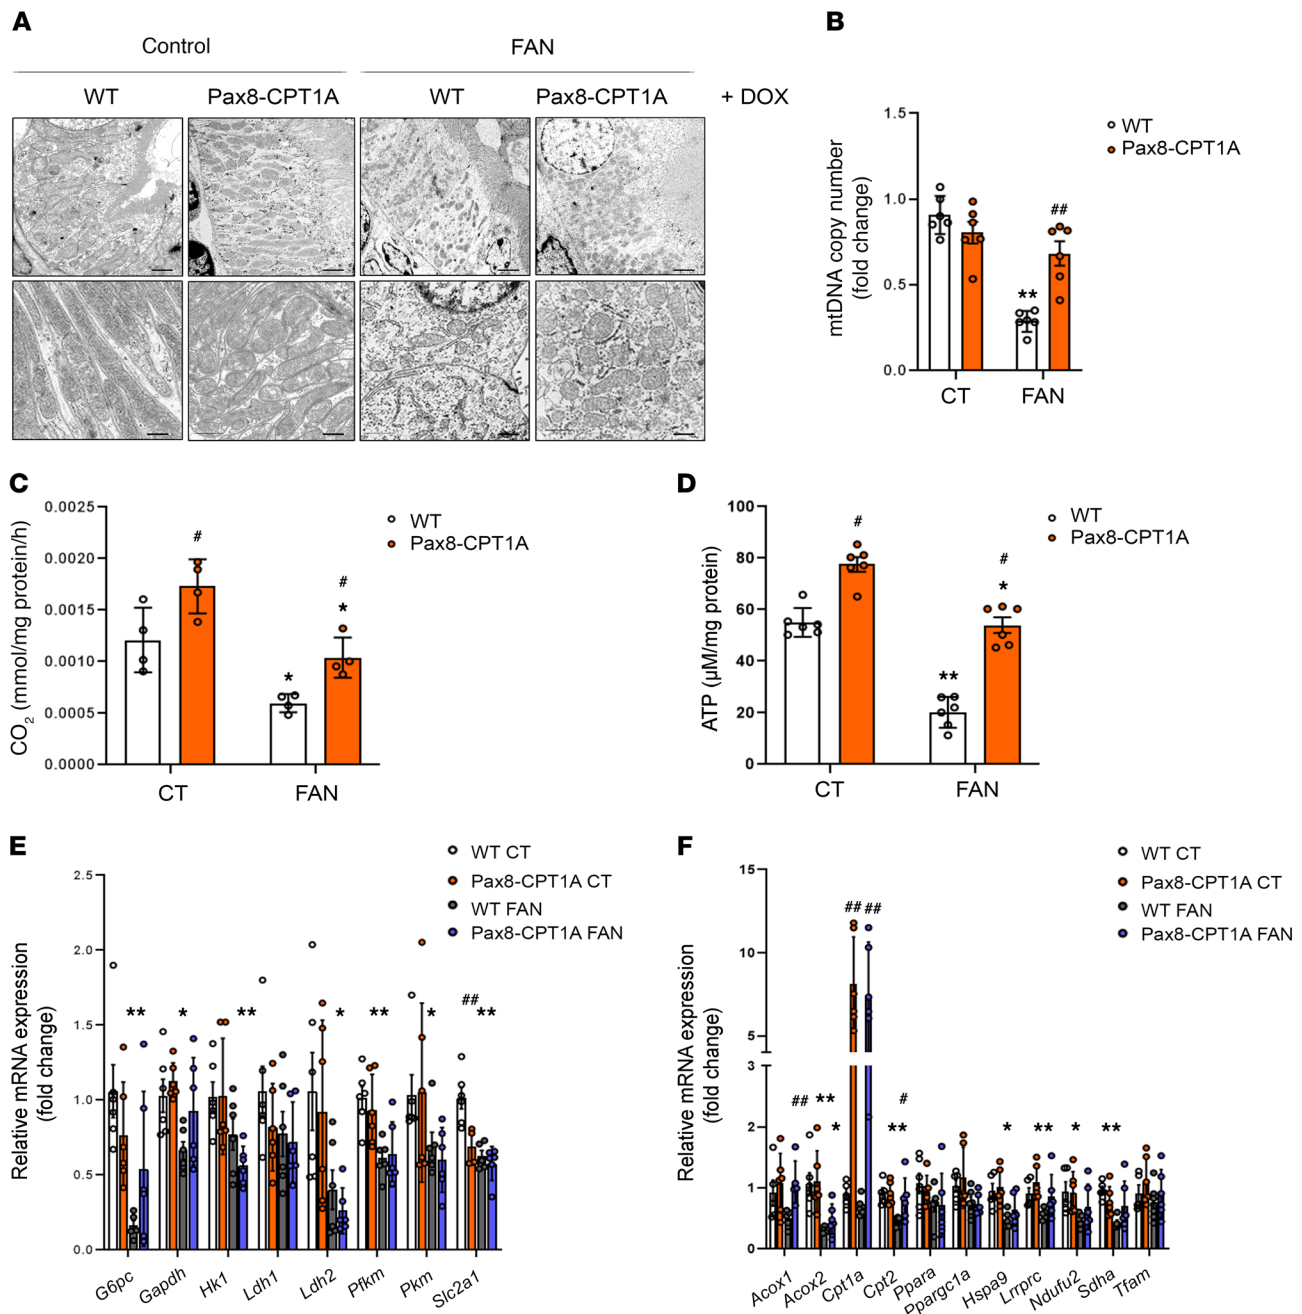 A
Control
FAN
WT
Pax8-CPT1A
WT
Pax8-CPT1A
+ DOX
B
mtDNA copy number
(fold change)
1.5
1.0
0.5
0.0
**
##
CT
FAN
WT
Pax8-CPT1A
C
CO2 (mmol/mg protein/h)
0.0025
0.0020
0.0015
0.0010
0.0005
0.0000
#
*
#
*
CT
FAN
WT
Pax8-CPT1A
D
ATP (µM/mg protein)
100
80
60
40
20
0
#
**
#
*
CT
FAN
WT
Pax8-CPT1A
E
WT CT
Pax8-CPT1A CT
WT FAN
Pax8-CPT1A FAN
Relative mRNA expression
(fold change)
2.5
2.0
1.5
1.0
0.5
0.0
** * ** * ** * ## **
G6pc Gapdh Hk1 Ldh1 Ldh2 Pfkm Pkm Slc2a1
F
WT CT
Pax8-CPT1A CT
WT FAN
Pax8-CPT1A FAN
Relative mRNA expression
(fold change)
15
10
5
3
2
1
0
## ##
## ** #
* ** * ** * **
Acox1 Acox2 Cpt1a Cpt2 Ppara Ppargc1a Hspa9 Lrrprc Ndufu2 Sdha Tfam